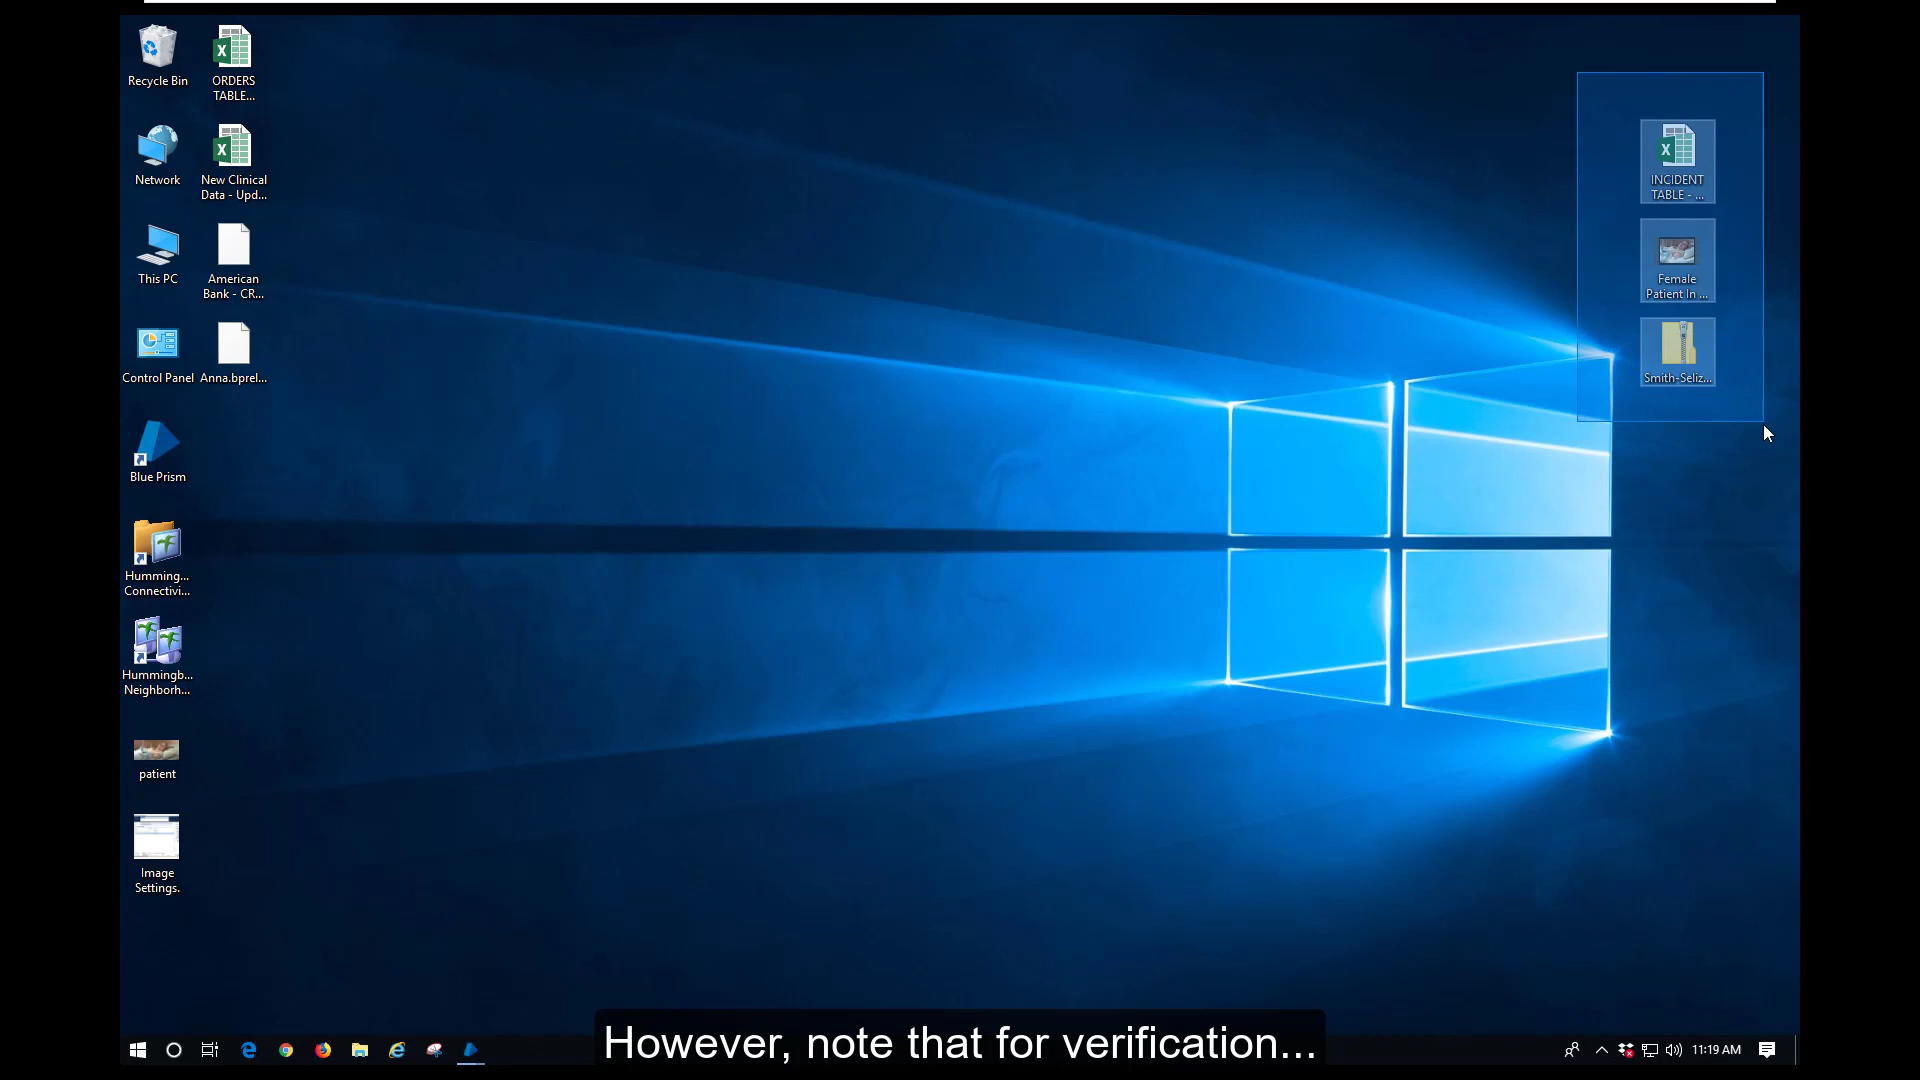 Recycle Bin
ORDERS
TABLE...
Network
New Clinical
Data - Upd...
This PC
American
Bank - CR...
Control Panel
Anna.bprel...
Blue Prism
Humming...
Connectivi...
Hummingb...
Neighborh...
patient
Image
Settings.
INCIDENT
TABLE - ...
Female
Patient In ...
Smith-Seliz...
However, note that for verification...
11:19 AM